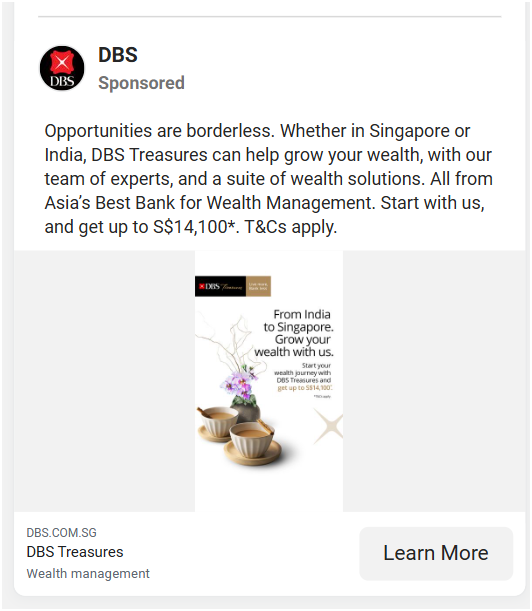 DBS
DBS
Sponsored
Opportunities are borderless. Whether in Singapore or
India, DBS Treasures can help grow your wealth, with our
team of experts, and a suite of wealth solutions. All from
Asia’s Best Bank for Wealth Management. Start with us,
and get up to S$14,100*. T&Cs apply.
DBS Treasures
From India
to Singapore.
Grow your
wealth with us.
Start your
wealth journey with
DBS Treasures and
get up to S$14,100*.
DBS.COM.SG
DBS Treasures
Wealth management
Learn More